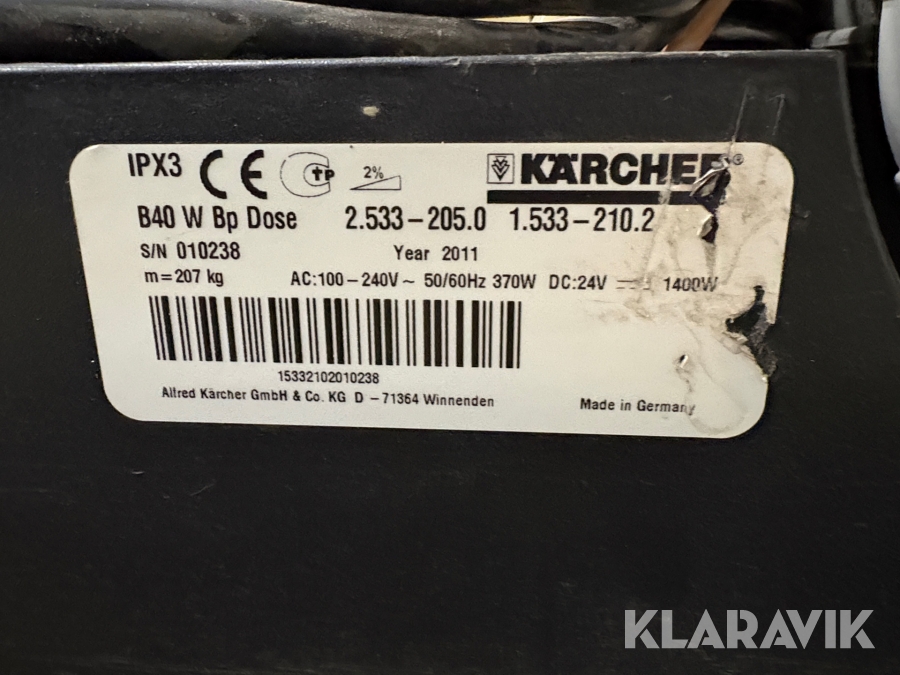 IPX3 CE 2% KÄRCHER®
B40 W Bp Dose 2.533-205.0 1.533-210.2
S/N 010238 Year 2011
m=207 kg AC:100-240V~ 50/60Hz 370W DC:24V 1400W
15332102010238
Alfred Kärcher GmbH & Co. KG D -71364 Winnenden Made in Germany
KLARAVIK